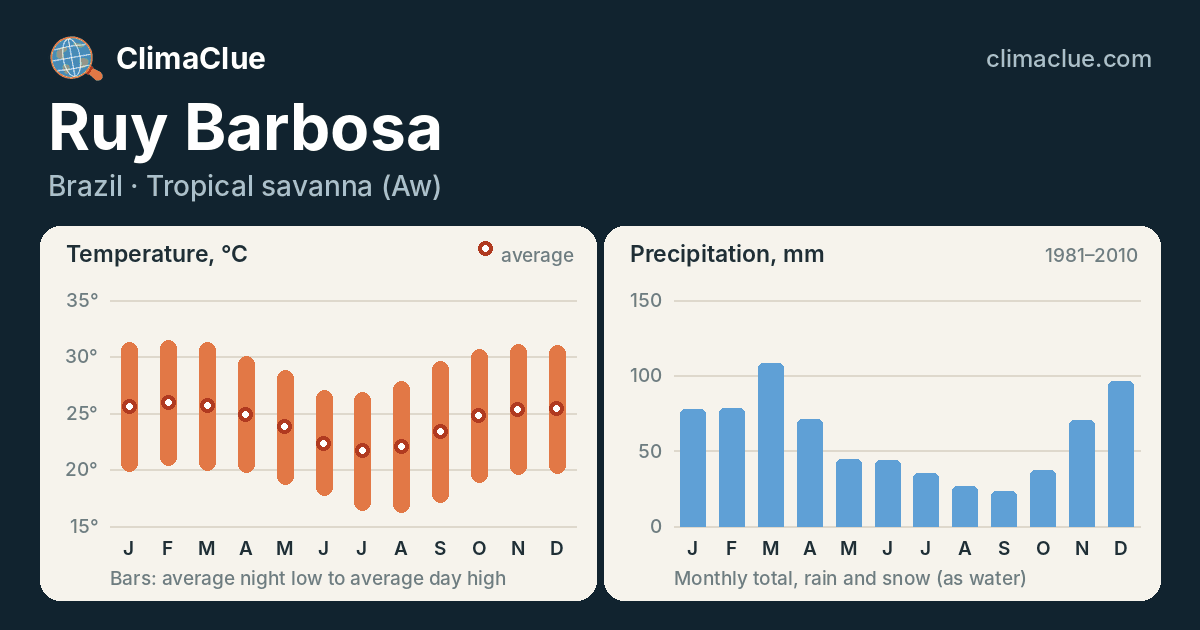 ClimaClue
climaclue.com
Ruy Barbosa
Brazil · Tropical savanna (Aw)
Temperature, °C
average
35°
30°
25°
20°
15°
J F M A M J J A S O N D
Bars: average night low to average day high
Precipitation, mm
1981–2010
150
100
50
0
J F M A M J J A S O N D
Monthly total, rain and snow (as water)